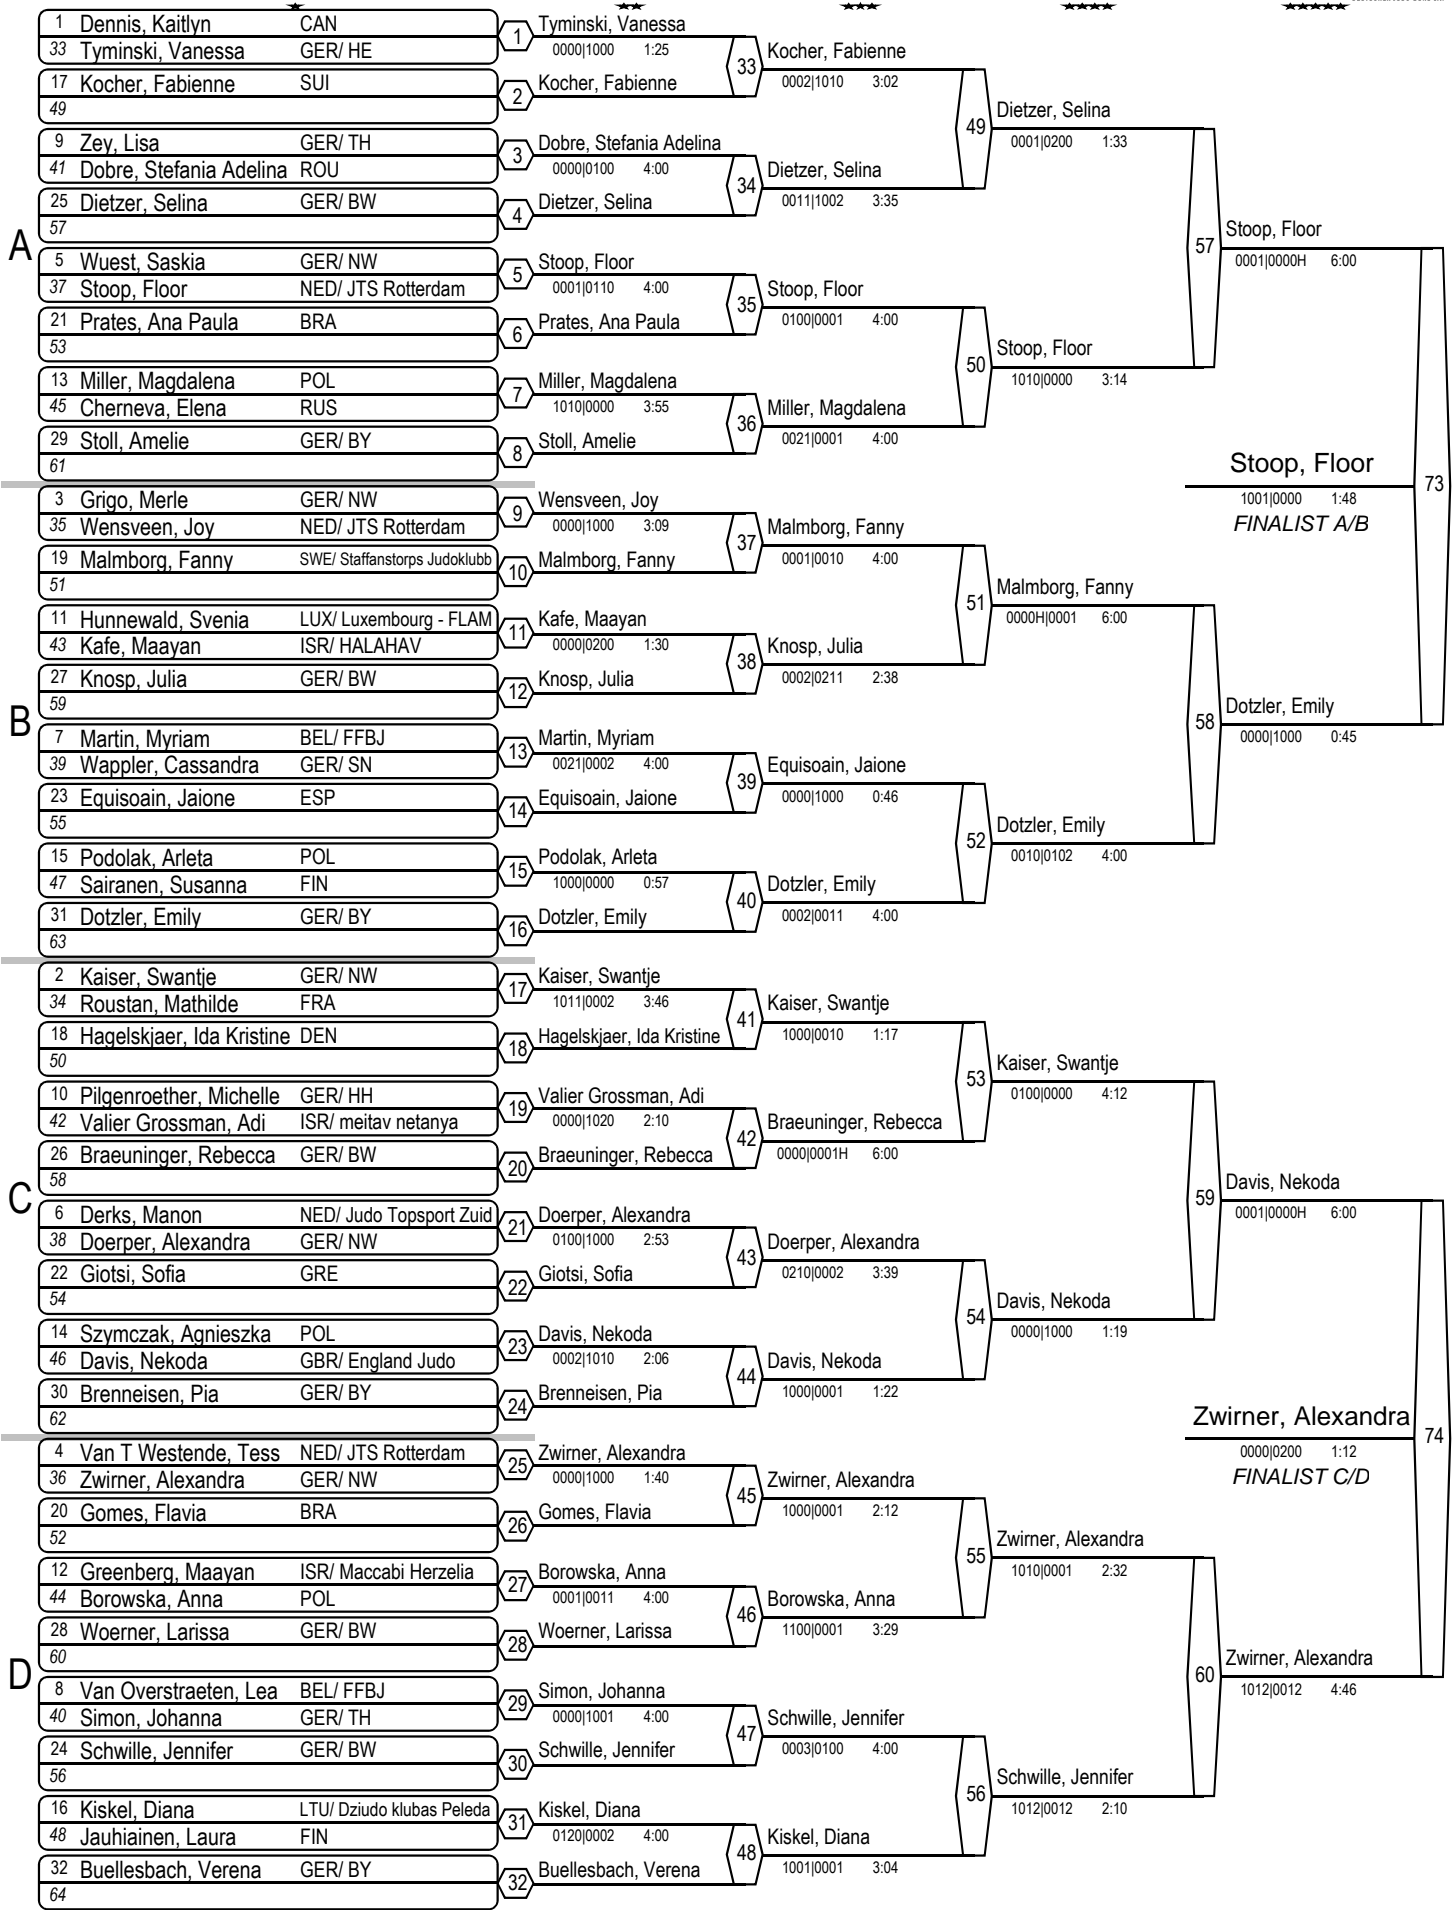 1 Dennis, Kaitlyn CAN
33 Tyminski, Vanessa GER/ HE
17 Kocher, Fabienne SUI
49
9 Zey, Lisa GER/ TH
41 Dobre, Stefania Adelina ROU
25 Dietzer, Selina GER/ BW
57
A
5 Wuest, Saskia GER/ NW
37 Stoop, Floor NED/ JTS Rotterdam
21 Prates, Ana Paula BRA
53
13 Miller, Magdalena POL
45 Cherneva, Elena RUS
29 Stoll, Amelie GER/ BY
61
3 Grigo, Merle GER/ NW
35 Wensveen, Joy NED/ JTS Rotterdam
19 Malmborg, Fanny SWE/ Staffanstorps Judoklubb
51
11 Hunnewald, Svenia LUX/ Luxembourg - FLAM
43 Kafe, Maayan ISR/ HALAHAV
27 Knosp, Julia GER/ BW
59
B
7 Martin, Myriam BEL/ FFBJ
39 Wappler, Cassandra GER/ SN
23 Equisoain, Jaione ESP
55
15 Podolak, Arleta POL
47 Sairanen, Susanna FIN
31 Dotzler, Emily GER/ BY
63
2 Kaiser, Swantje GER/ NW
34 Roustan, Mathilde FRA
18 Hagelskjaer, Ida Kristine DEN
50
10 Pilgenroether, Michelle GER/ HH
42 Valier Grossman, Adi ISR/ meitav netanya
26 Braeuninger, Rebecca GER/ BW
58
C
6 Derks, Manon NED/ Judo Topsport Zuid
38 Doerper, Alexandra GER/ NW
22 Giotsi, Sofia GRE
54
14 Szymczak, Agnieszka POL
46 Davis, Nekoda GBR/ England Judo
30 Brenneisen, Pia GER/ BY
62
4 Van T Westende, Tess NED/ JTS Rotterdam
36 Zwirner, Alexandra GER/ NW
20 Gomes, Flavia BRA
52
12 Greenberg, Maayan ISR/ Maccabi Herzelia
44 Borowska, Anna POL
28 Woerner, Larissa GER/ BW
60
D
8 Van Overstraeten, Lea BEL/ FFBJ
40 Simon, Johanna GER/ TH
24 Schwille, Jennifer GER/ BW
56
16 Kiskel, Diana LTU/ Dziudo klubas Peleda
48 Jauhiainen, Laura FIN
32 Buellesbach, Verena GER/ BY
64
1 Tyminski, Vanessa
0000|1000 1:25
2 Kocher, Fabienne
3 Dobre, Stefania Adelina
0000|0100 4:00
4 Dietzer, Selina
5 Stoop, Floor
0001|0110 4:00
6 Prates, Ana Paula
7 Miller, Magdalena
1010|0000 3:55
8 Stoll, Amelie
9 Wensveen, Joy
0000|1000 3:09
10 Malmborg, Fanny
11 Kafe, Maayan
0000|0200 1:30
12 Knosp, Julia
13 Martin, Myriam
0021|0002 4:00
14 Equisoain, Jaione
15 Podolak, Arleta
1000|0000 0:57
16 Dotzler, Emily
17 Kaiser, Swantje
1011|0002 3:46
18 Hagelskjaer, Ida Kristine
19 Valier Grossman, Adi
0000|1020 2:10
20 Braeuninger, Rebecca
21 Doerper, Alexandra
0100|1000 2:53
22 Giotsi, Sofia
23 Davis, Nekoda
0002|1010 2:06
24 Brenneisen, Pia
25 Zwirner, Alexandra
0000|1000 1:40
26 Gomes, Flavia
27 Borowska, Anna
0001|0011 4:00
28 Woerner, Larissa
29 Simon, Johanna
0000|1001 4:00
30 Schwille, Jennifer
31 Kiskel, Diana
0120|0002 4:00
32 Buellesbach, Verena
33 Kocher, Fabienne
0002|1010 3:02
34 Dietzer, Selina
0011|1002 3:35
35 Stoop, Floor
0100|0001 4:00
36 Miller, Magdalena
0021|0001 4:00
37 Malmborg, Fanny
0001|0010 4:00
38 Knosp, Julia
0002|0211 2:38
39 Equisoain, Jaione
0000|1000 0:46
40 Dotzler, Emily
0002|0011 4:00
41 Kaiser, Swantje
1000|0010 1:17
42 Braeuninger, Rebecca
0000|0001H 6:00
43 Doerper, Alexandra
0210|0002 3:39
44 Davis, Nekoda
1000|0001 1:22
45 Zwirner, Alexandra
1000|0001 2:12
46 Borowska, Anna
1100|0001 3:29
47 Schwille, Jennifer
0003|0100 4:00
48 Kiskel, Diana
1001|0001 3:04
49 Dietzer, Selina
0001|0200 1:33
50 Stoop, Floor
1010|0000 3:14
51 Malmborg, Fanny
0000H|0001 6:00
52 Dotzler, Emily
0010|0102 4:00
53 Kaiser, Swantje
0100|0000 4:12
54 Davis, Nekoda
0000|1000 1:19
55 Zwirner, Alexandra
1010|0001 2:32
56 Schwille, Jennifer
1012|0012 2:10
57 Stoop, Floor
0001|0000H 6:00
58 Dotzler, Emily
0000|1000 0:45
59 Davis, Nekoda
0001|0000H 6:00
60 Zwirner, Alexandra
1012|0012 4:46
Stoop, Floor 73
1001|0000 1:48
FINALIST A/B
Zwirner, Alexandra 74
0000|0200 1:12
FINALIST C/D